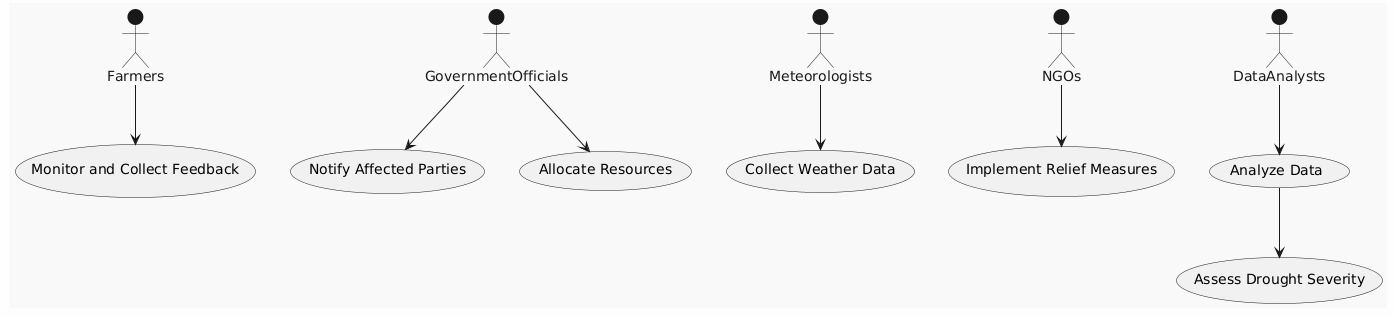 Farmers
GovernmentOfficials
Meteorologists
NGOs
DataAnalysts
Monitor and Collect Feedback
Notify Affected Parties
Allocate Resources
Collect Weather Data
Implement Relief Measures
Analyze Data
Assess Drought Severity